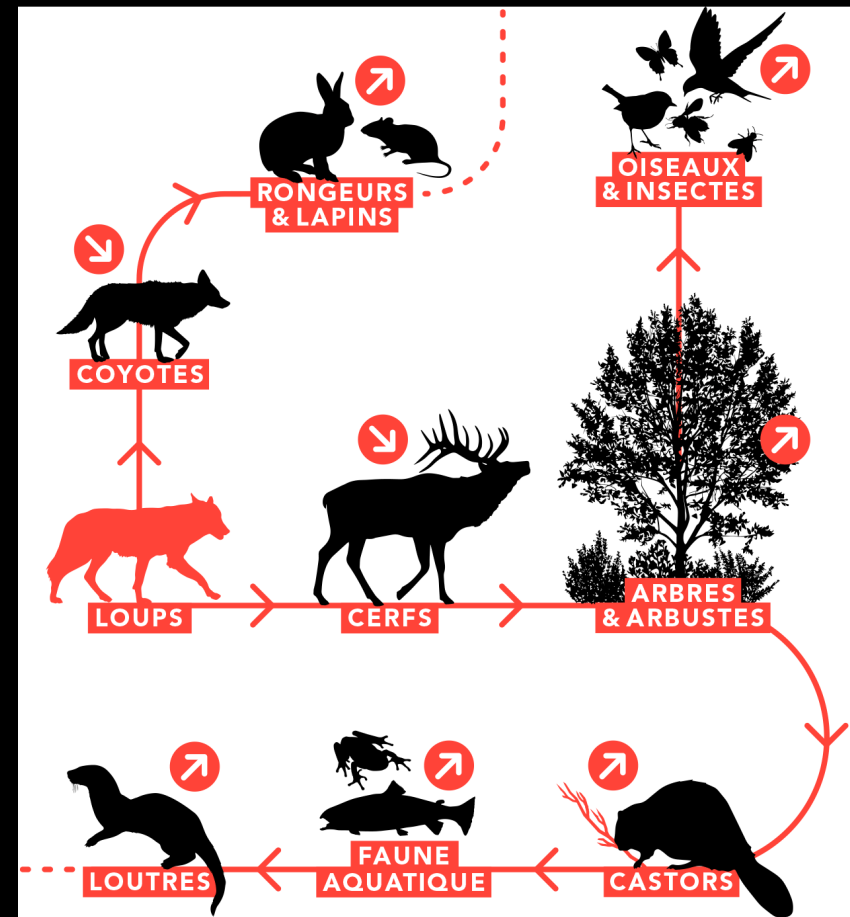 OISEAUX
& INSECTES
RONGEURS
& LAPINS
COYOTES
LOUPS
CERFS
ARBRES
& ARBUSTES
LOUTRES
FAUNE
AQUATIQUE
CASTORS